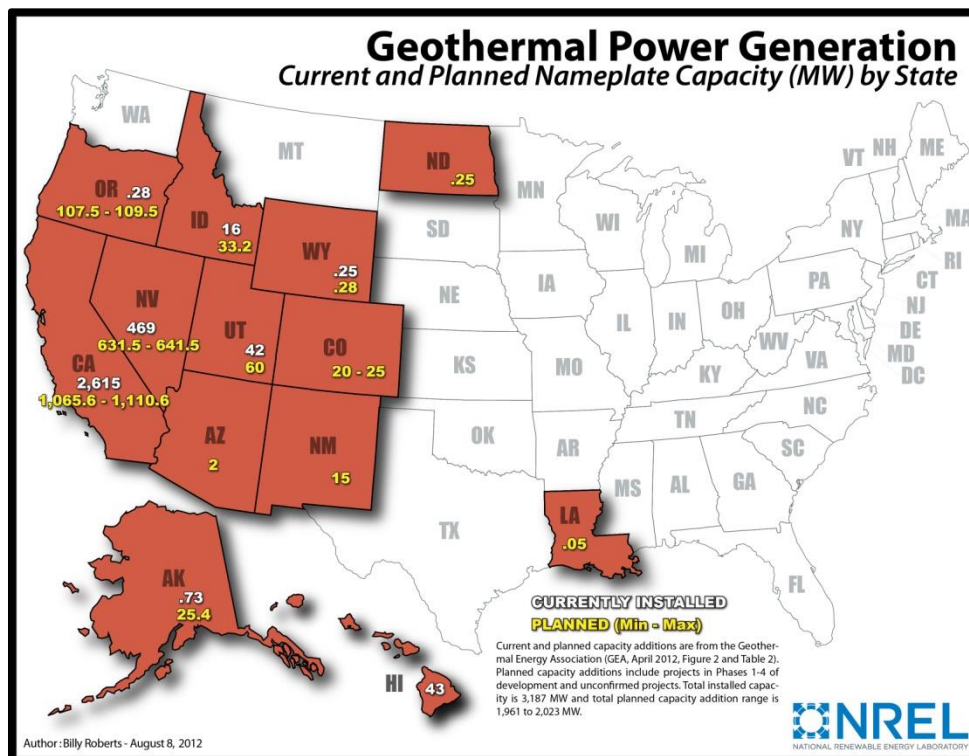 Geothermal Power Generation
Current and Planned Nameplate Capacity (MW) by State
WA
MT
ND
.25
MN
VT
NH
ME
OR
.28
107.5 - 109.5
ID
16
33.2
WY
.25
.28
SD
WI
MI
NY
MA
RI
CT
NJ
DE
MD
DC
NV
469
631.5 - 641.5
UT
42
60
CO
20 - 25
NE
IA
IL
IN
OH
PA
WV
VA
CA
2,615
1,065.6 - 1,110.6
KS
MO
KY
NC
AZ
2
NM
15
OK
AR
TN
SC
TX
LA
.05
MS
AL
GA
FL
AK
.73
25.4
HI
43
CURRENTLY INSTALLED
PLANNED (Min - Max)
Current and planned capacity additions are from the Geother-
mal Energy Association (GEA, April 2012, Figure 2 and Table 2).
Planned capacity additions include projects in Phases 1-4 of
development and unconfirmed projects. Total installed capac-
ity is 3,187 MW and total planned capacity addition range is
1,961 to 2,023 MW.
Author : Billy Roberts - August 8, 2012
NREL
NATIONAL RENEWABLE ENERGY LABORATORY